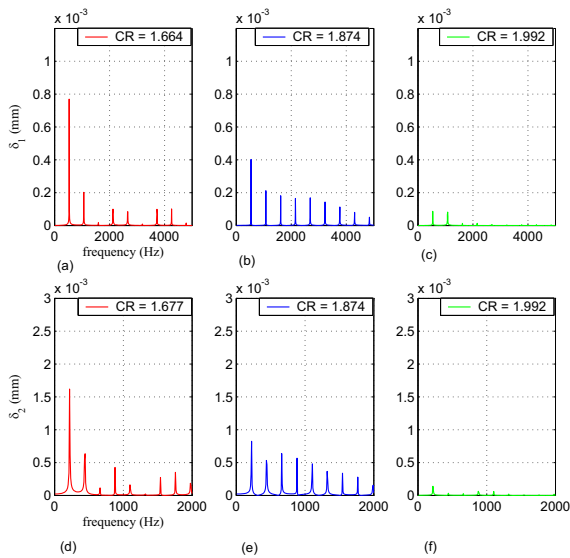 x 10⁻³ x 10⁻³ x 10⁻³
CR = 1.664 CR = 1.874 CR = 1.992
1 1 1
0.8 0.8 0.8
0.6 0.6 0.6
0.4 0.4 0.4
0.2 0.2 0.2
0 0 0
δ₁ (mm)
0 2000 4000 0 2000 4000 0 2000 4000
frequency (Hz)
(a) (b) (c)
x 10⁻³ x 10⁻³ x 10⁻³
3 3 3
CR = 1.677 CR = 1.874 CR = 1.992
2.5 2.5 2.5
2 2 2
1.5 1.5 1.5
1 1 1
0.5 0.5 0.5
0 0 0
δ₂ (mm)
0 1000 2000 0 1000 2000 0 1000 2000
frequency (Hz)
(d) (e) (f)